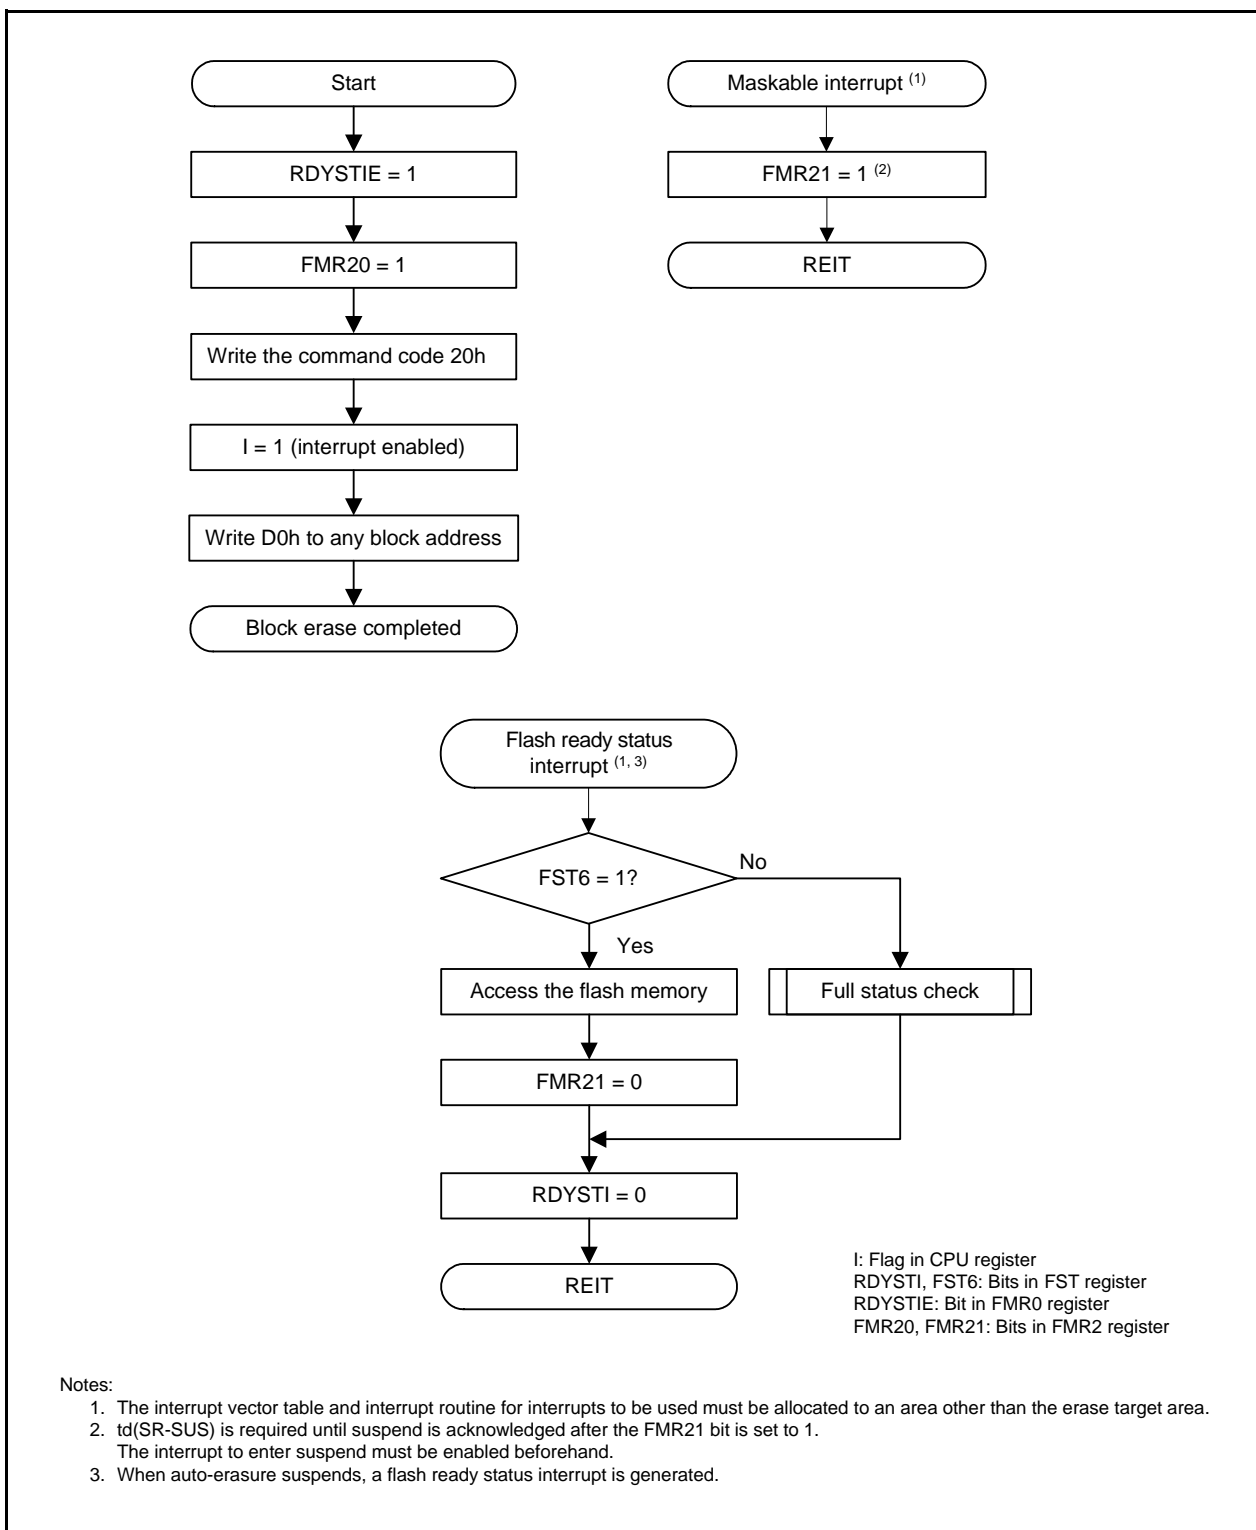 Start
RDYSTIE = 1
FMR20 = 1
Write the command code 20h
I = 1 (interrupt enabled)
Write D0h to any block address
Block erase completed
Maskable interrupt (1)
FMR21 = 1 (2)
REIT
Flash ready status
interrupt (1, 3)
FST6 = 1?
No
Yes
Access the flash memory
Full status check
FMR21 = 0
RDYSTI = 0
REIT
I: Flag in CPU register
RDYSTI, FST6: Bits in FST register
RDYSTIE: Bit in FMR0 register
FMR20, FMR21: Bits in FMR2 register
Notes:
1. The interrupt vector table and interrupt routine for interrupts to be used must be allocated to an area other than the erase target area.
2. td(SR-SUS) is required until suspend is acknowledged after the FMR21 bit is set to 1.
The interrupt to enter suspend must be enabled beforehand.
3. When auto-erasure suspends, a flash ready status interrupt is generated.